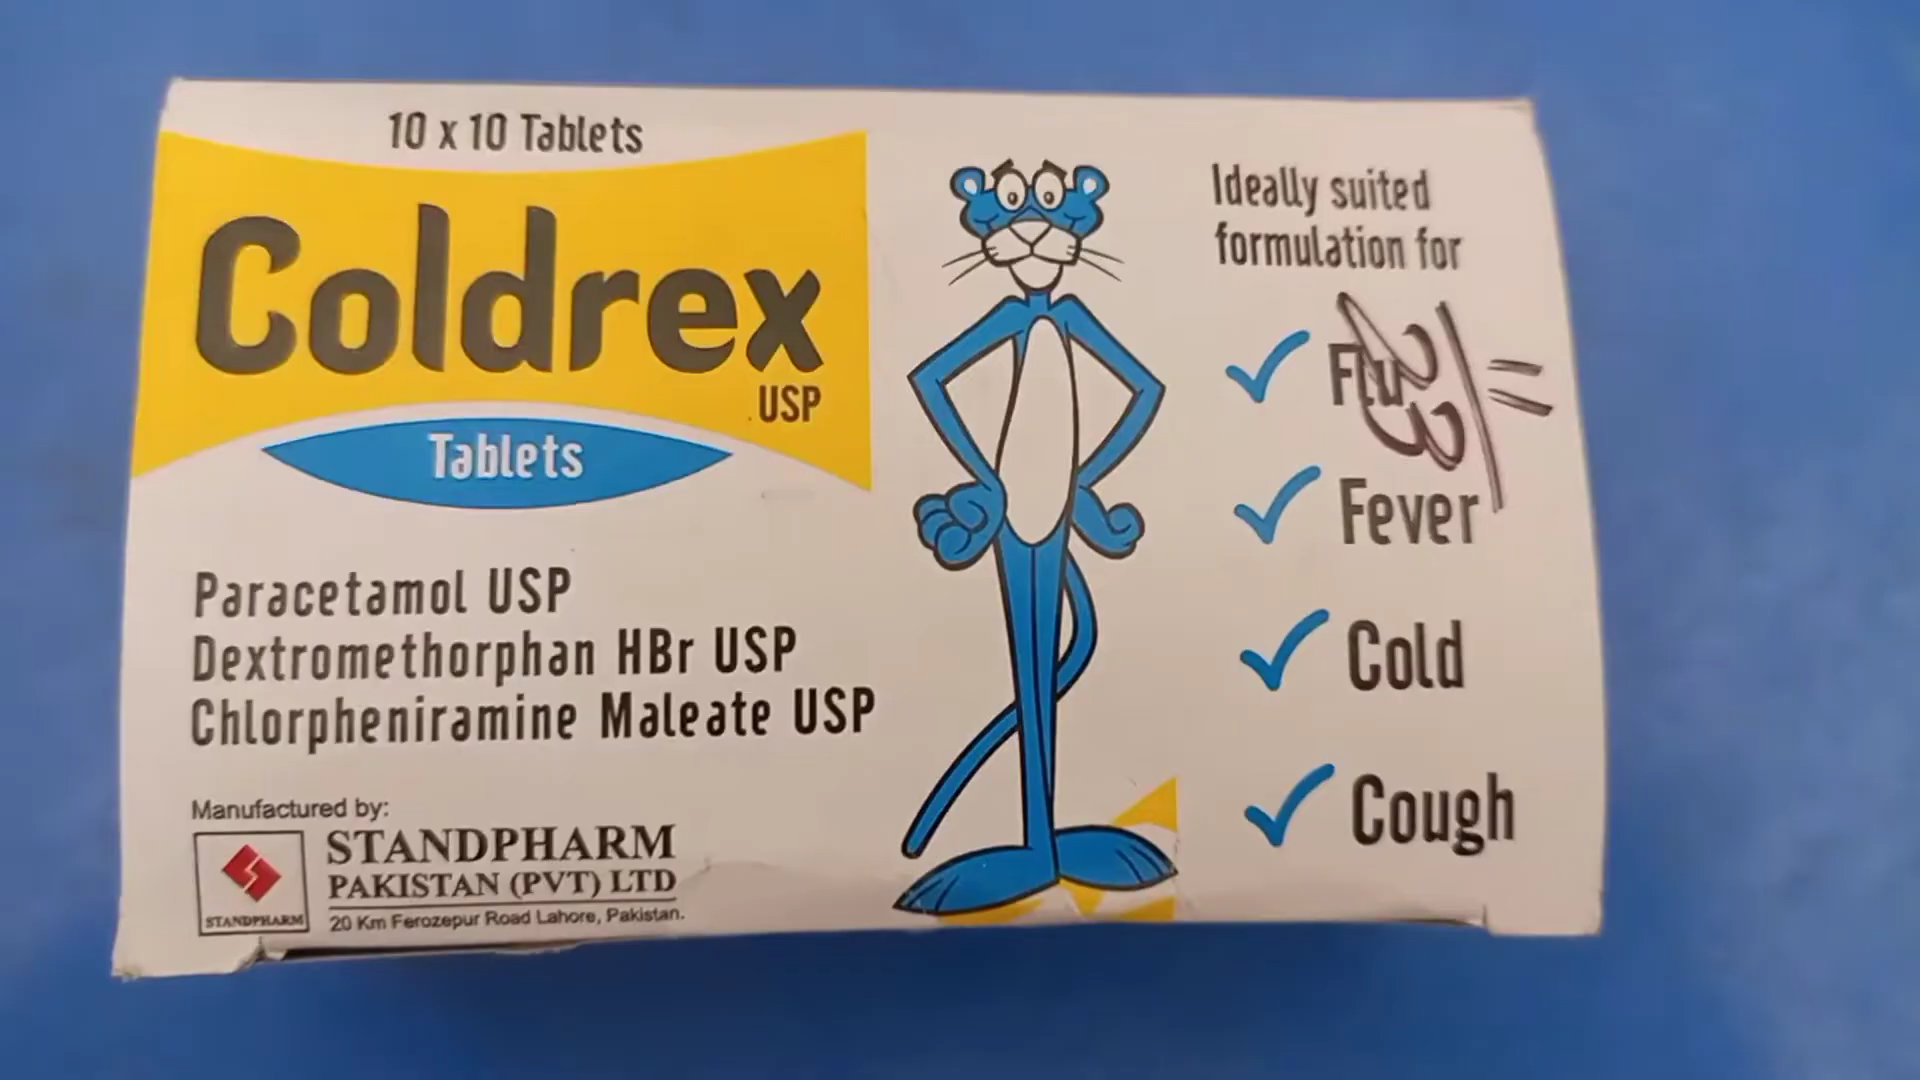 10 x 10 Tablets
Coldrex
USP
Tablets
Paracetamol USP
Dextromethorphan HBr USP
Chlorpheniramine Maleate USP
Manufactured by:
STANDPHARM
STANDPHARM
PAKISTAN (PVT) LTD
20 Km Ferozepur Road Lahore, Pakistan.
Ideally suited
formulation for
Flu
Fever
Cold
Cough